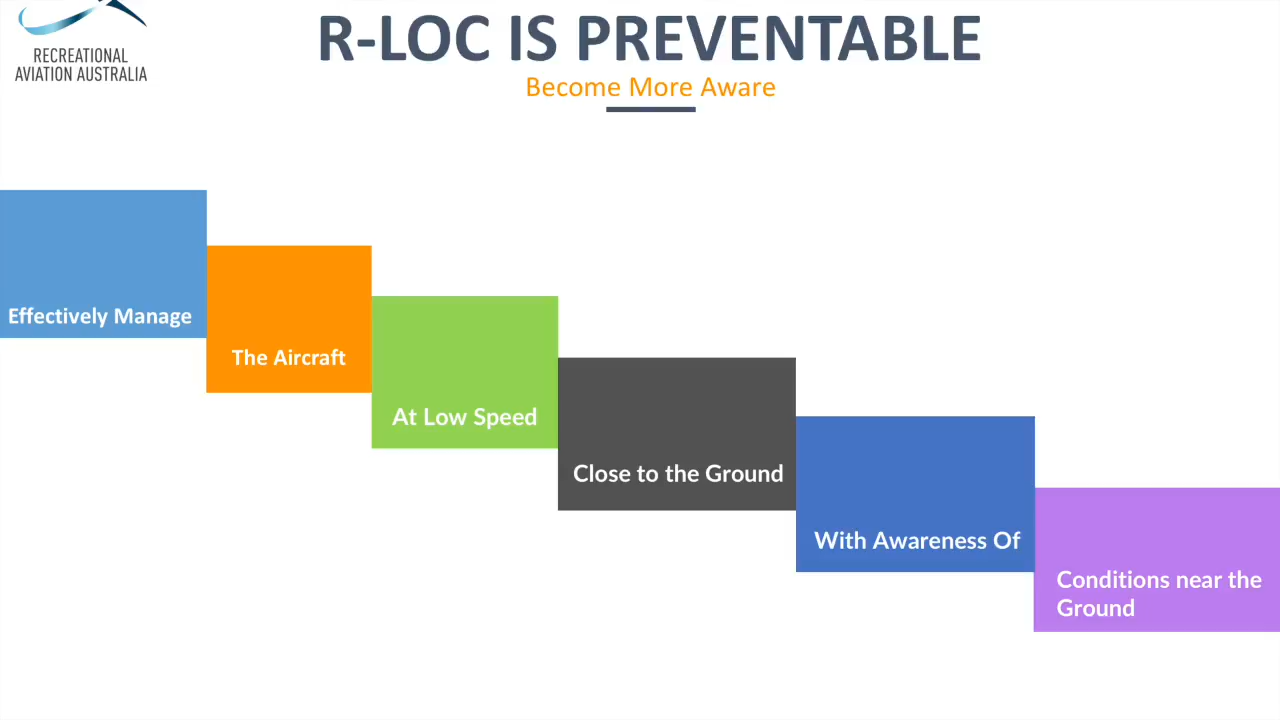 RECREATIONAL
AVIATION AUSTRALIA
R-LOC IS PREVENTABLE
Become More Aware
Effectively Manage
The Aircraft
At Low Speed
Close to the Ground
With Awareness Of
Conditions near the
Ground